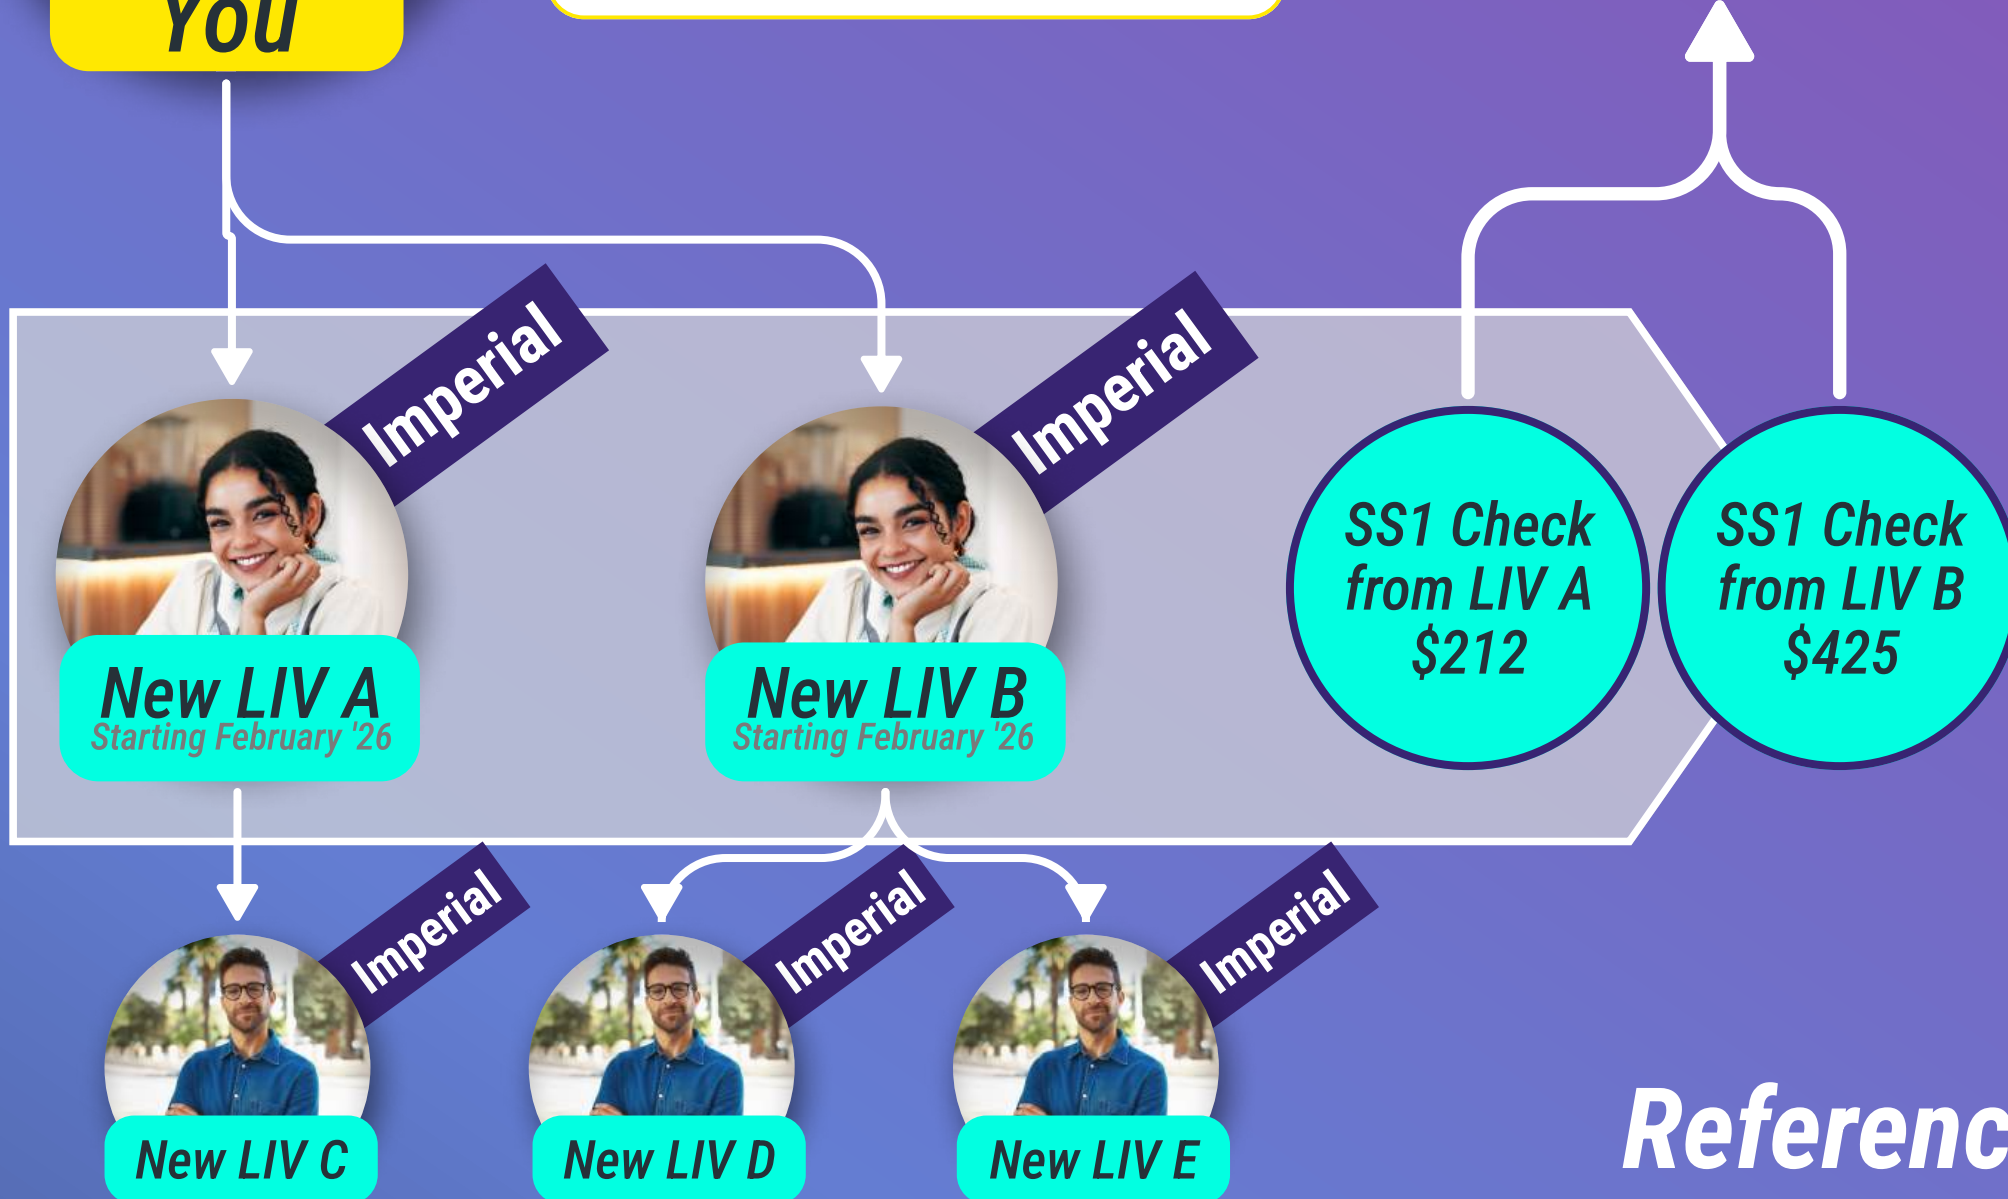 You
Imperial
Imperial
SS1 Check
from LIV A
$212
SS1 Check
from LIV B
$425
New LIV A
Starting February '26
New LIV B
Starting February '26
Imperial
Imperial
Imperial
New LIV C
New LIV D
New LIV E
Referenc